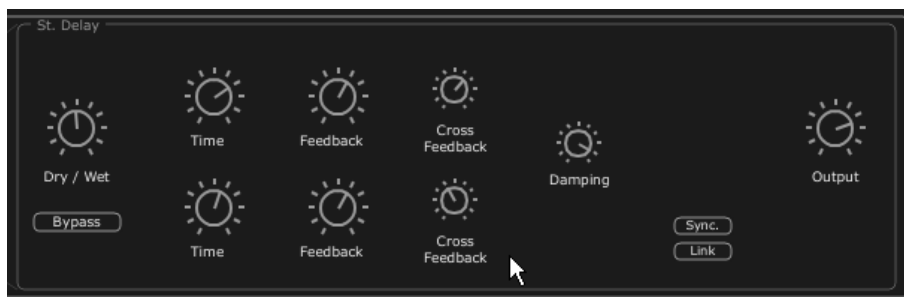 St. Delay
Dry / Wet
Bypass
Time
Feedback
Cross
Feedback
Time
Feedback
Cross
Feedback
Damping
Sync.
Link
Output